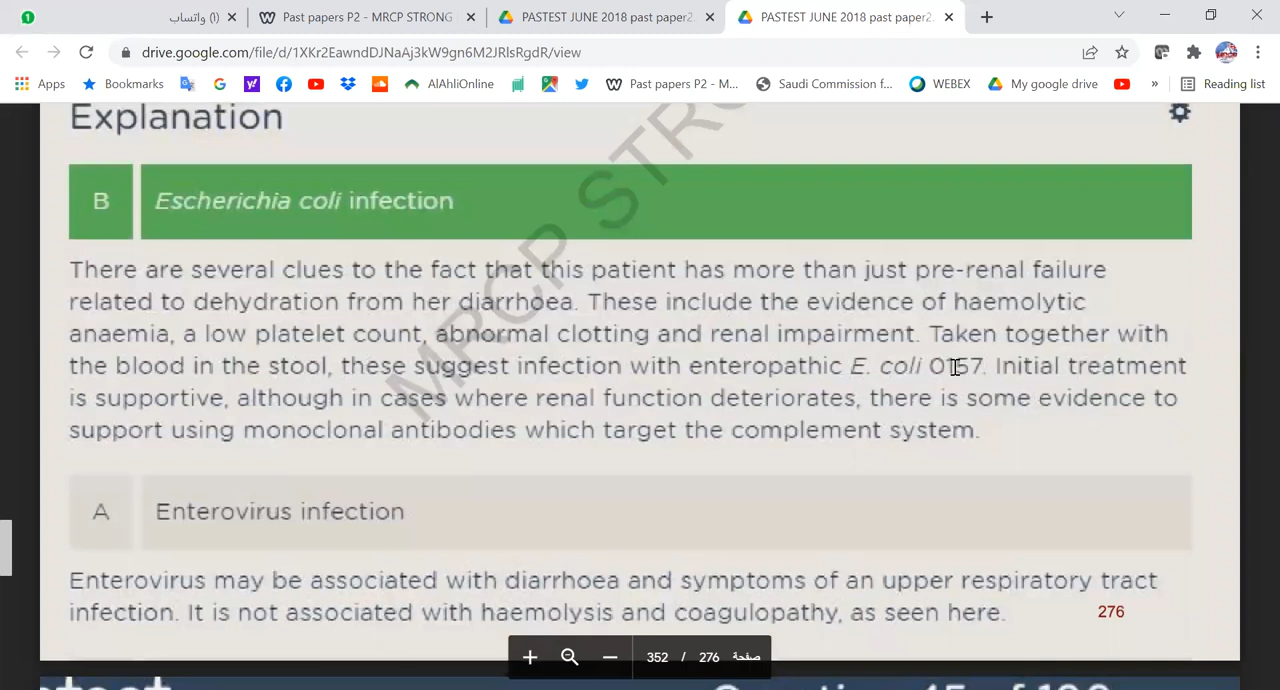 واتساب (1)
Past papers P2 - MRCP STRONG
PASTEST JUNE 2018 past paper2
PASTEST JUNE 2018 past paper2.
drive.google.com/file/d/1XKr2EawndDJNaAj3kW9gn6M2JRlsRgdR/view
Apps Bookmarks AlAhliOnline Past papers P2 - M... Saudi Commission f... WEBEX My google drive » Reading list
Explanation
MRCP STRO
B Escherichia coli infection
There are several clues to the fact that this patient has more than just pre-renal failure
related to dehydration from her diarrhoea. These include the evidence of haemolytic
anaemia, a low platelet count, abnormal clotting and renal impairment. Taken together with
the blood in the stool, these suggest infection with enteropathic E. coli 0157. Initial treatment
is supportive, although in cases where renal function deteriorates, there is some evidence to
support using monoclonal antibodies which target the complement system.
A Enterovirus infection
Enterovirus may be associated with diarrhoea and symptoms of an upper respiratory tract
infection. It is not associated with haemolysis and coagulopathy, as seen here.
276
صفحة 276 / 352